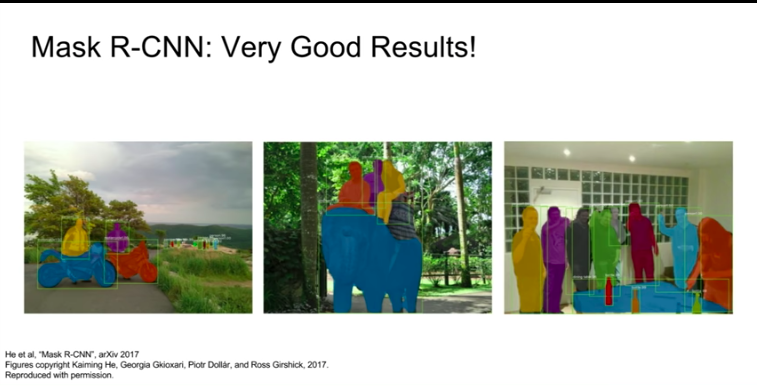 Mask R-CNN: Very Good Results!
He et al, "Mask R-CNN", arXiv 2017
Figures copyright Kaiming He, Georgia Gkioxari, Piotr Dollár, and Ross Girshick, 2017.
Reproduced with permission.